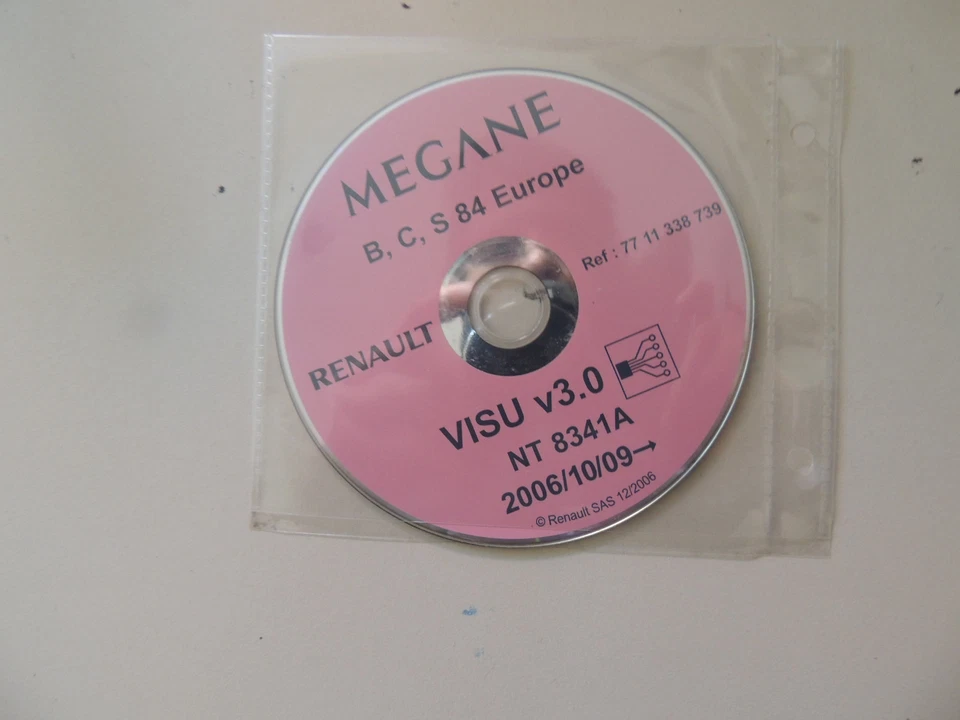 MEGANE
B, C, S 84 Europe
Ref : 77 11 338 739
RENAULT
VISU v3.0
NT 8341A
2006/10/09→
© Renault SAS 12/2006